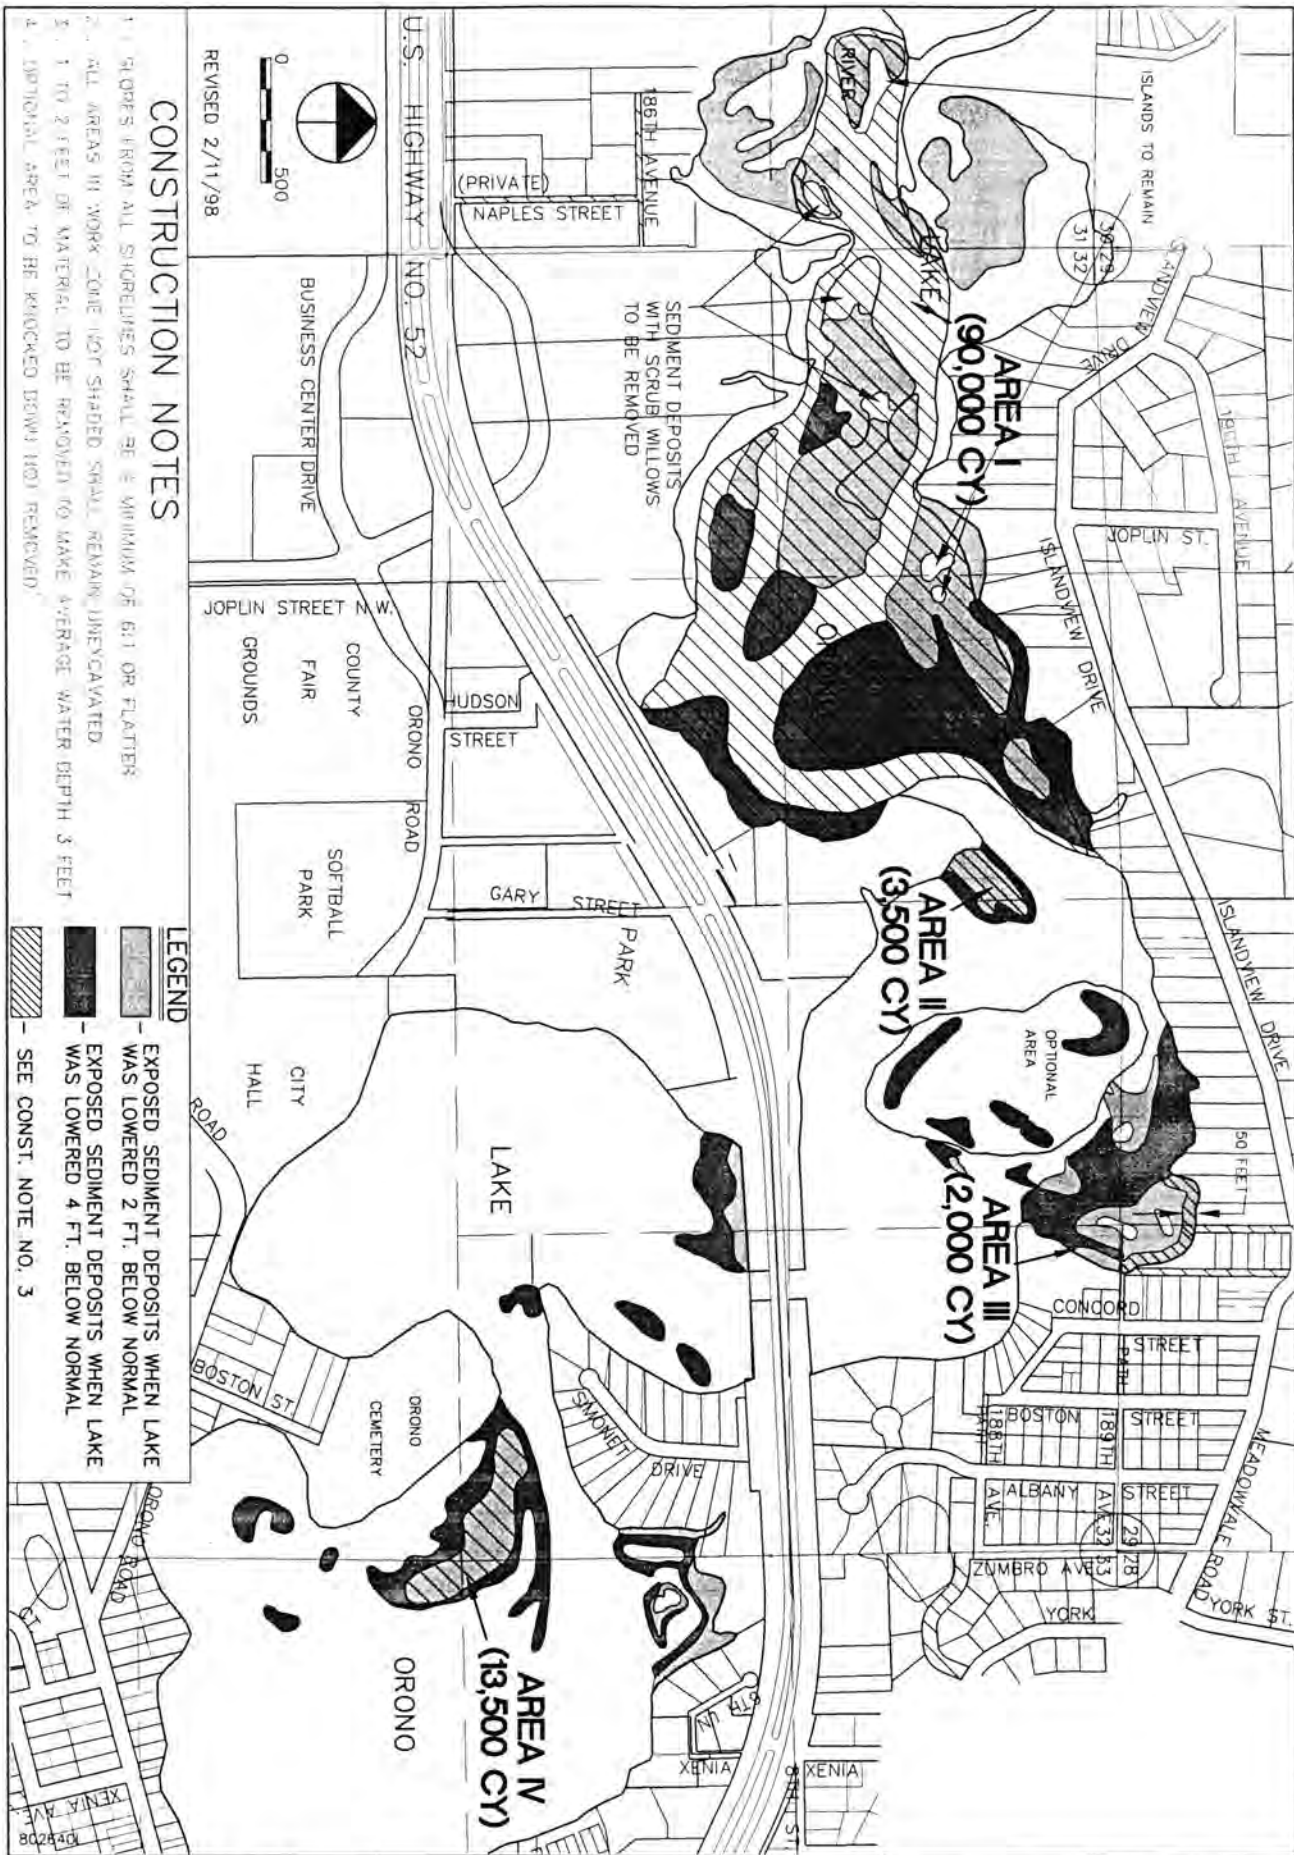 ISLANDS TO REMAIN
RIVER
LAKE
30 29
31 32
AREA I
(90,000 CY)
ISLANDVIEW DRIVE
190TH AVENUE
JOPLIN ST.
ISLANDVIEW DRIVE
ISLANDVIEW DRIVE
186TH AVENUE
(PRIVATE)
NAPLES STREET
SEDIMENT DEPOSITS
WITH SCRUB WILLOWS
TO BE REMOVED
ORONO
U.S. HIGHWAY NO. 52
BUSINESS CENTER DRIVE
0 500
REVISED 2/11/98
JOPLIN STREET N.W.
HUDSON
STREET
COUNTY
FAIR
GROUNDS
ORONO ROAD
SOFTBALL
PARK
GARY STREET
PARK
AREA II
(3,500 CY)
OPTIONAL
AREA
50 FEET
AREA III
(2,000 CY)
CITY
HALL
ROAD
LAKE
CONCORD
STREET
PATH
BOSTON STREET
188TH
AVE.
189TH
AVE.
ALBANY STREET
MEADOWVALE ROAD
29 28
32 33
ZUMBRO AVE
YORK
YORK ST.
BOSTON ST.
ORONO
CEMETERY
SIMONET
DRIVE
AREA IV
(13,500 CY)
ORONO
ORONO ROAD
CT.
XENIA AVE.
6TH LN
XENIA
XENIA
8TH ST.
CONSTRUCTION NOTES
1. SLOPES FROM ALL SHORELINES SHALL BE A MINIMUM OF 6:1 OR FLATTER
2. ALL AREAS IN WORK ZONE NOT SHADED SHALL REMAIN UNEXCAVATED
3. 1 TO 2 FEET OF MATERIAL TO BE REMOVED TO MAKE AVERAGE WATER DEPTH 3 FEET
4. OPTIONAL AREA TO BE KNOCKED DOWN NOT REMOVED
LEGEND
- EXPOSED SEDIMENT DEPOSITS WHEN LAKE
WAS LOWERED 2 FT. BELOW NORMAL
- EXPOSED SEDIMENT DEPOSITS WHEN LAKE
WAS LOWERED 4 FT. BELOW NORMAL
- SEE CONST. NOTE NO. 3